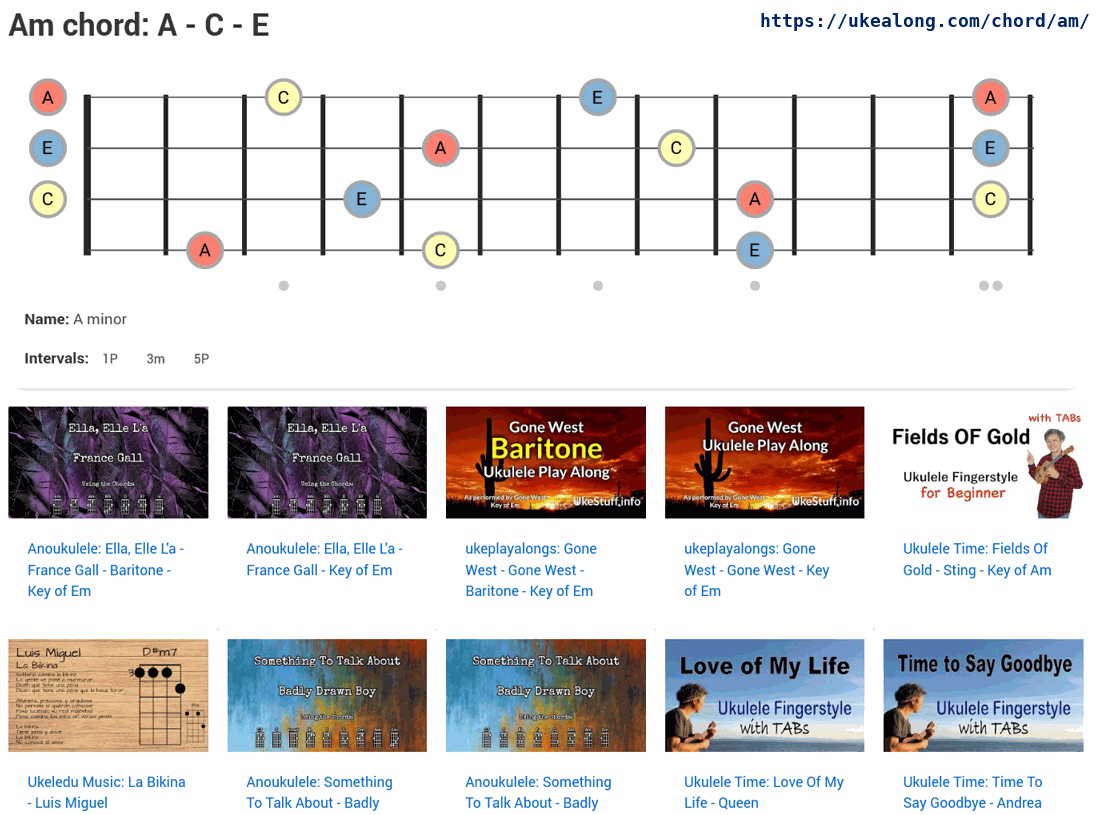 Am chord: A - C - E
https://ukealong.com/chord/am/
A C E A
E A C E
C E A C
A C E
Name: A minor
Intervals: 1P 3m 5P
Ella, Elle L'a
France Gall
Using the Chords:
Ella, Elle L'a
France Gall
Using the Chords:
Gone West
Baritone
Ukulele Play Along
As performed by Gone West
Key of Em
UkeStuff.info
Gone West
Ukulele Play Along
As performed by Gone West
Key of Em
UkeStuff.info
with TABs
Fields OF Gold
Ukulele Fingerstyle
for Beginner
Anoukulele: Ella, Elle L'a -
France Gall - Baritone -
Key of Em
Anoukulele: Ella, Elle L'a -
France Gall - Key of Em
ukeplayalongs: Gone
West - Gone West -
Baritone - Key of Em
ukeplayalongs: Gone
West - Gone West - Key
of Em
Ukulele Time: Fields Of
Gold - Sting - Key of Am
Luis Miguel
La Bikina
D#m7
3
Something To Talk About
Badly Drawn Boy
Using the Chords:
Something To Talk About
Badly Drawn Boy
Using the Chords:
Love of My Life
Ukulele Fingerstyle
with TABs
Time to Say Goodbye
Ukulele Fingerstyle
with TABs
Ukeledu Music: La Bikina
- Luis Miguel
Anoukulele: Something
To Talk About - Badly
Anoukulele: Something
To Talk About - Badly
Ukulele Time: Love Of My
Life - Queen
Ukulele Time: Time To
Say Goodbye - Andrea